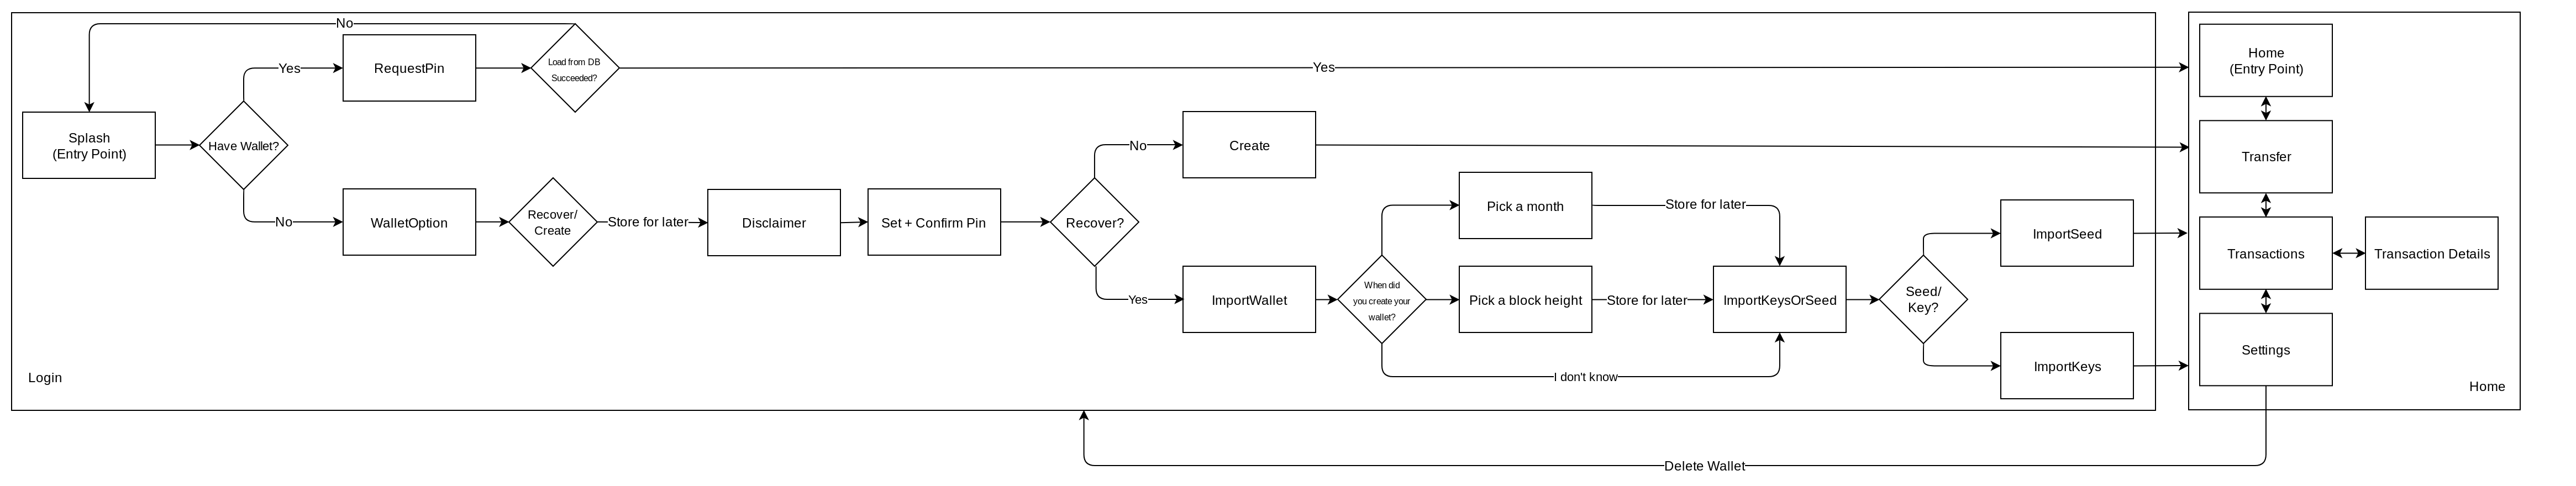 No
Yes
RequestPin
Load from DB
Succeeded?
Yes
Splash
(Entry Point)
Have Wallet?
No
WalletOption
Recover/
Create
Store for later
Disclaimer
Set + Confirm Pin
Recover?
No
Create
Yes
ImportWallet
When did
you create your
wallet?
Pick a month
Store for later
Pick a block height
Store for later
I don't know
ImportKeysOrSeed
Seed/
Key?
ImportSeed
ImportKeys
Login
Home
(Entry Point)
Transfer
Transactions
Transaction Details
Settings
Home
Delete Wallet